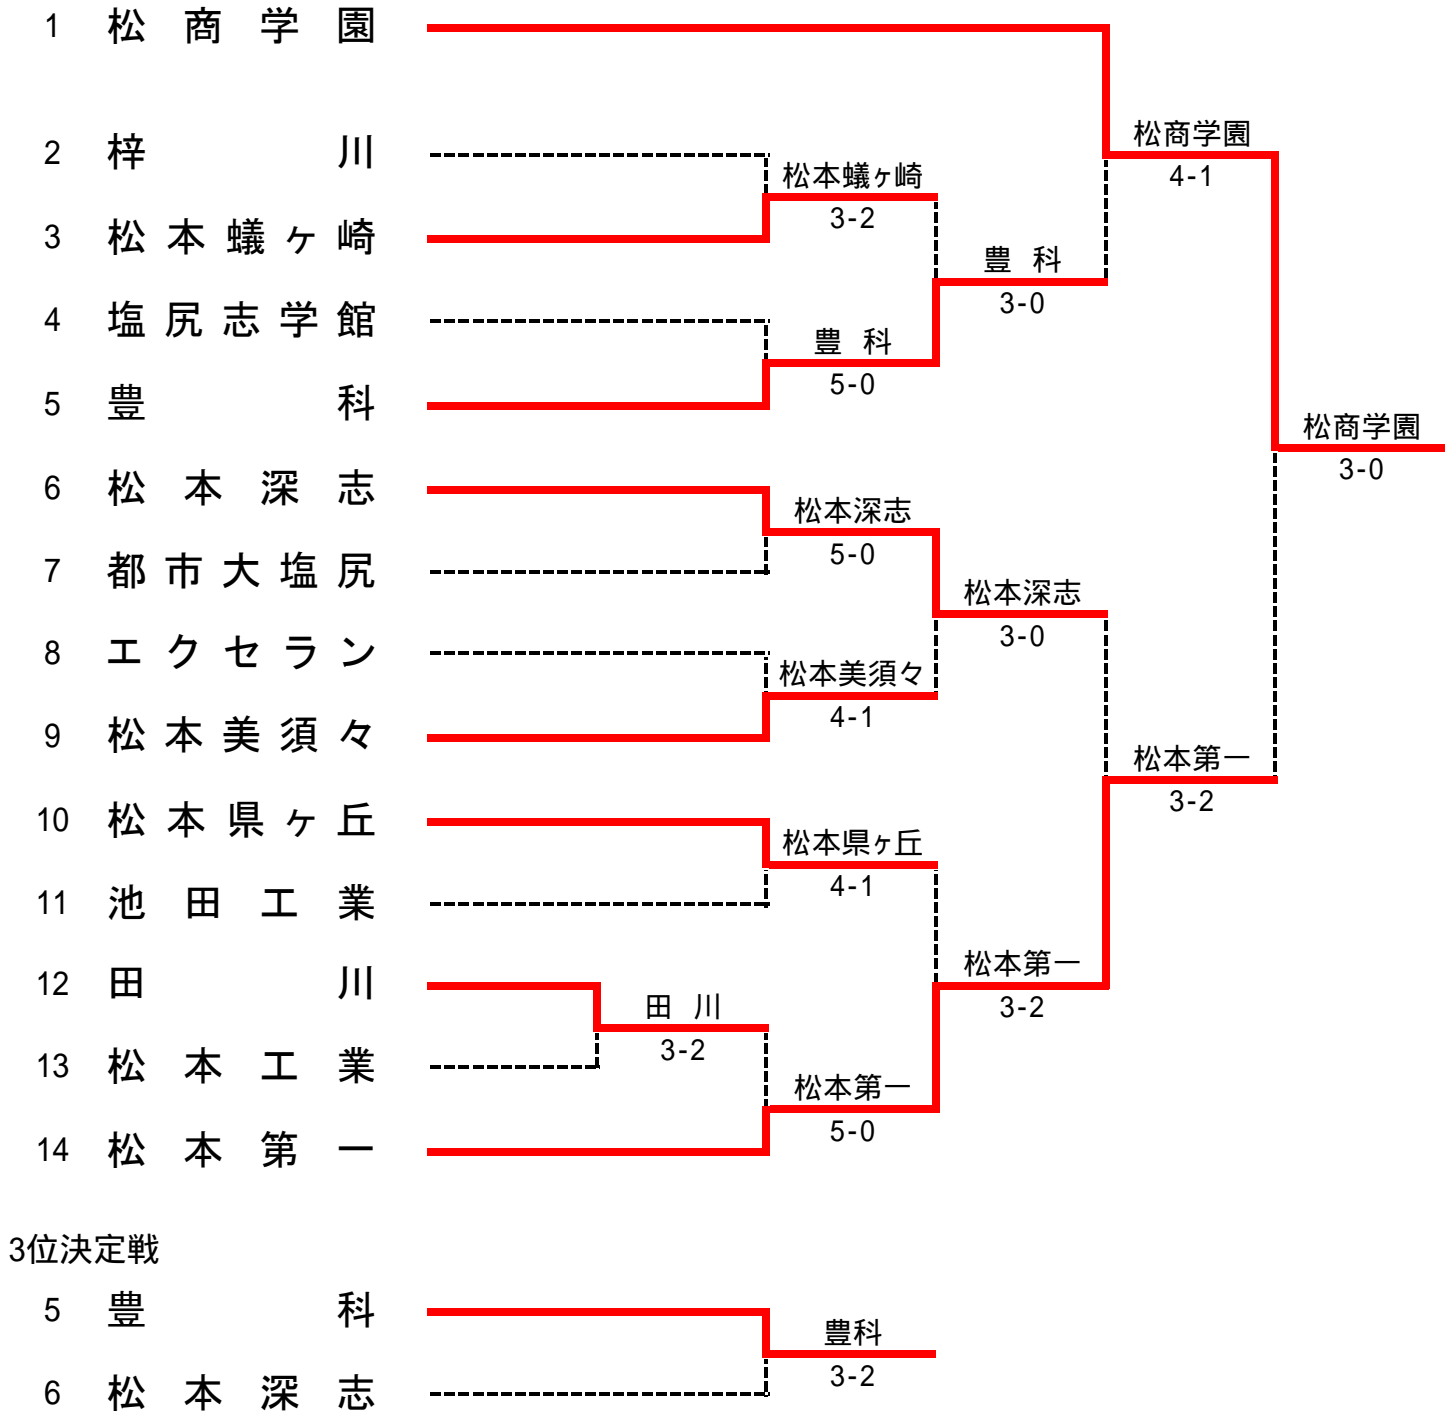 1 松商学園
2 梓川
3 松本蟻ヶ崎
4 塩尻志学館
5 豊科
6 松本深志
7 都市大塩尻
8 エクセラン
9 松本美須々
10 松本県ヶ丘
11 池田工業
12 田川
13 松本工業
14 松本第一
田川
3-2
松本蟻ヶ崎
3-2
豊科
5-0
松本深志
5-0
松本美須々
4-1
松本県ヶ丘
4-1
松本第一
5-0
豊科
3-0
松本深志
3-0
松本第一
3-2
松商学園
4-1
松本第一
3-2
松商学園
3-0
3位決定戦
5 豊科
6 松本深志
豊科
3-2